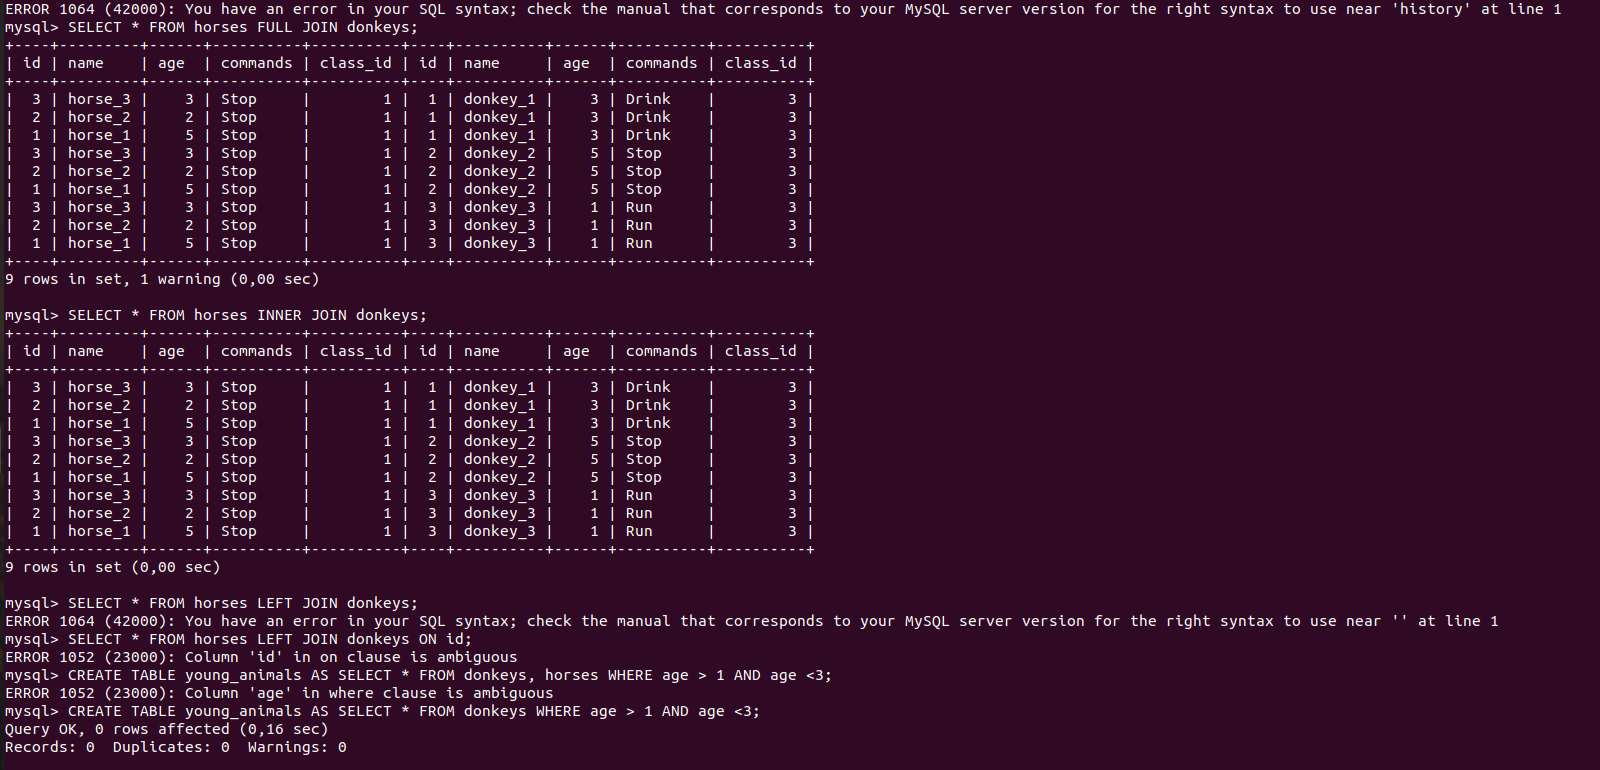 ERROR 1064 (42000): You have an error in your SQL syntax; check the manual that corresponds to your MySQL server version for the right syntax to use near 'history' at line 1
mysql> SELECT * FROM horses FULL JOIN donkeys;
+----+---------+------+----------+----------+----+----------+------+----------+----------+
| id | name    | age  | commands | class_id | id | name     | age  | commands | class_id |
+----+---------+------+----------+----------+----+----------+------+----------+----------+
|  3 | horse_3 |    3 | Stop     |        1 |  1 | donkey_1 |    3 | Drink    |        3 |
|  2 | horse_2 |    2 | Stop     |        1 |  1 | donkey_1 |    3 | Drink    |        3 |
|  1 | horse_1 |    5 | Stop     |        1 |  1 | donkey_1 |    3 | Drink    |        3 |
|  3 | horse_3 |    3 | Stop     |        1 |  2 | donkey_2 |    5 | Stop     |        3 |
|  2 | horse_2 |    2 | Stop     |        1 |  2 | donkey_2 |    5 | Stop     |        3 |
|  1 | horse_1 |    5 | Stop     |        1 |  2 | donkey_2 |    5 | Stop     |        3 |
|  3 | horse_3 |    3 | Stop     |        1 |  3 | donkey_3 |    1 | Run      |        3 |
|  2 | horse_2 |    2 | Stop     |        1 |  3 | donkey_3 |    1 | Run      |        3 |
|  1 | horse_1 |    5 | Stop     |        1 |  3 | donkey_3 |    1 | Run      |        3 |
+----+---------+------+----------+----------+----+----------+------+----------+----------+
9 rows in set, 1 warning (0,00 sec)

mysql> SELECT * FROM horses INNER JOIN donkeys;
+----+---------+------+----------+----------+----+----------+------+----------+----------+
| id | name    | age  | commands | class_id | id | name     | age  | commands | class_id |
+----+---------+------+----------+----------+----+----------+------+----------+----------+
|  3 | horse_3 |    3 | Stop     |        1 |  1 | donkey_1 |    3 | Drink    |        3 |
|  2 | horse_2 |    2 | Stop     |        1 |  1 | donkey_1 |    3 | Drink    |        3 |
|  1 | horse_1 |    5 | Stop     |        1 |  1 | donkey_1 |    3 | Drink    |        3 |
|  3 | horse_3 |    3 | Stop     |        1 |  2 | donkey_2 |    5 | Stop     |        3 |
|  2 | horse_2 |    2 | Stop     |        1 |  2 | donkey_2 |    5 | Stop     |        3 |
|  1 | horse_1 |    5 | Stop     |        1 |  2 | donkey_2 |    5 | Stop     |        3 |
|  3 | horse_3 |    3 | Stop     |        1 |  3 | donkey_3 |    1 | Run      |        3 |
|  2 | horse_2 |    2 | Stop     |        1 |  3 | donkey_3 |    1 | Run      |        3 |
|  1 | horse_1 |    5 | Stop     |        1 |  3 | donkey_3 |    1 | Run      |        3 |
+----+---------+------+----------+----------+----+----------+------+----------+----------+
9 rows in set (0,00 sec)

mysql> SELECT * FROM horses LEFT JOIN donkeys;
ERROR 1064 (42000): You have an error in your SQL syntax; check the manual that corresponds to your MySQL server version for the right syntax to use near '' at line 1
mysql> SELECT * FROM horses LEFT JOIN donkeys ON id;
ERROR 1052 (23000): Column 'id' in on clause is ambiguous
mysql> CREATE TABLE young_animals AS SELECT * FROM donkeys, horses WHERE age > 1 AND age <3;
ERROR 1052 (23000): Column 'age' in where clause is ambiguous
mysql> CREATE TABLE young_animals AS SELECT * FROM donkeys WHERE age > 1 AND age <3;
Query OK, 0 rows affected (0,16 sec)
Records: 0  Duplicates: 0  Warnings: 0